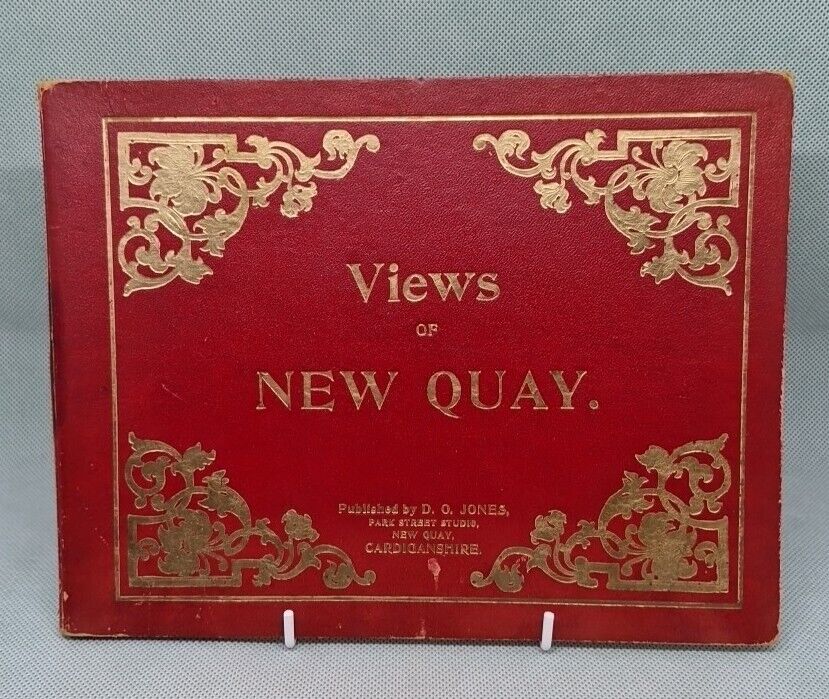 Views
OF
NEW QUAY.
Published by D. O. JONES,
PARK STREET STUDIO,
NEW QUAY,
CARDIGANSHIRE.